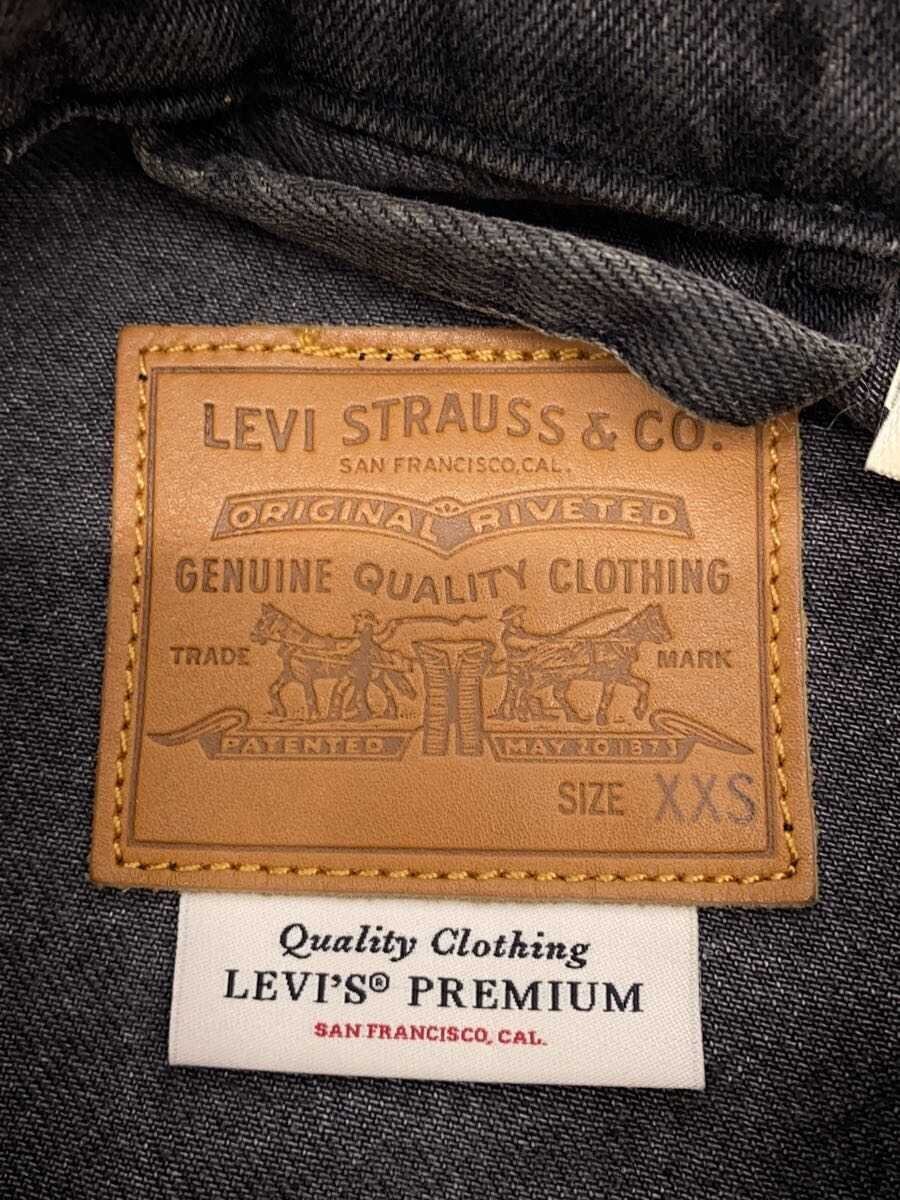 LEVI STRAUSS & CO.
SAN FRANCISCO, CAL.
ORIGINAL RIVETED
GENUINE QUALITY CLOTHING
TRADE MARK
PATENTED MAY 20 1873
SIZE XXS
Quality Clothing
LEVI'S® PREMIUM
SAN FRANCISCO, CAL.